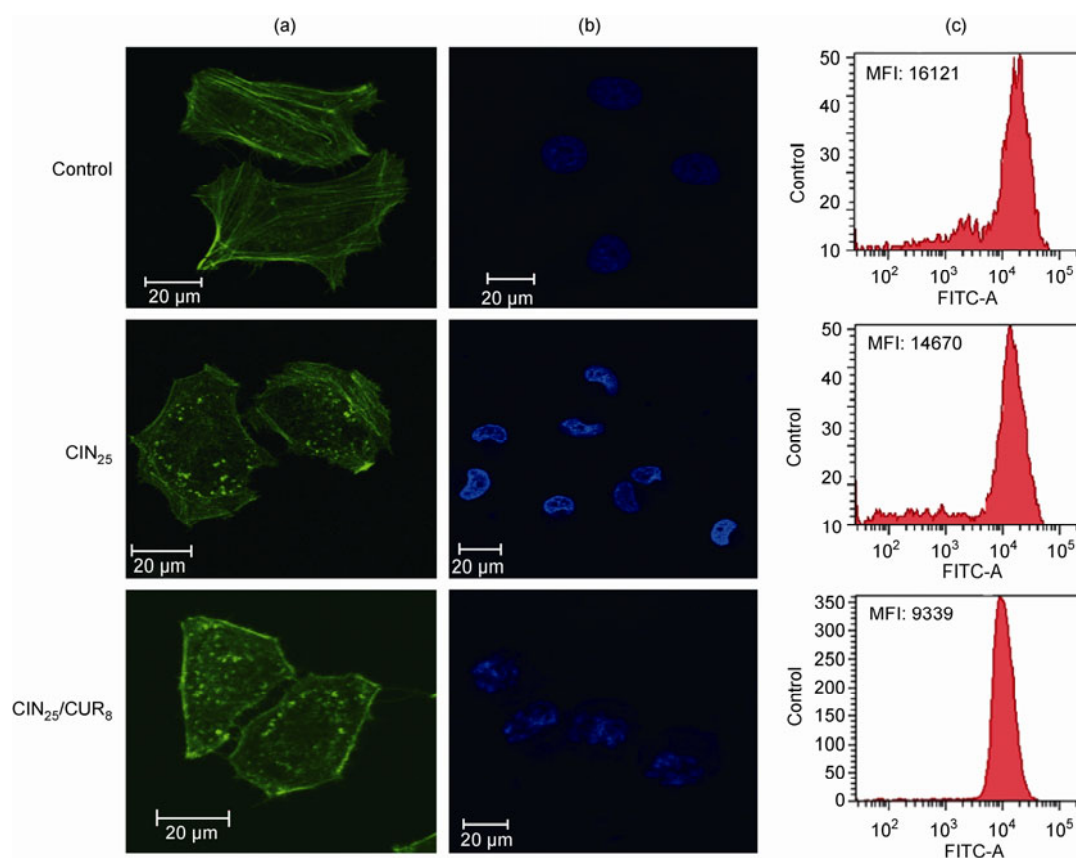 (a) (b) (c)
Control
20 µm
20 µm
MFI: 16121
Control
50
40
30
20
10
10² 10³ 10⁴ 10⁵
FITC-A
CIN₂₅
20 µm
20 µm
MFI: 14670
Control
50
40
30
20
10
10² 10³ 10⁴ 10⁵
FITC-A
CIN₂₅/CUR₈
20 µm
20 µm
MFI: 9339
Control
350
300
250
200
150
100
50
0
10² 10³ 10⁴ 10⁵
FITC-A